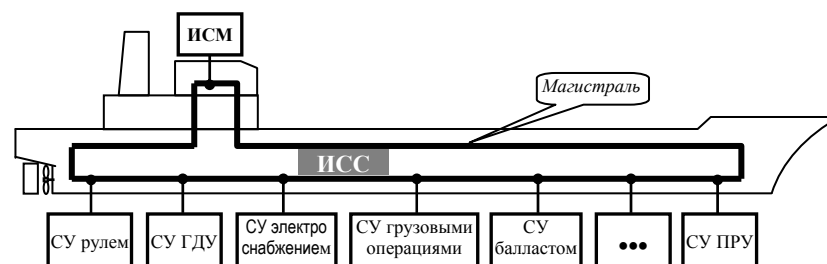 ИСМ
Магистраль
ИСС
СУ рулем
СУ ГДУ
СУ электро
снабжением
СУ грузовыми
операциями
СУ
балластом
•••
СУ ПРУ